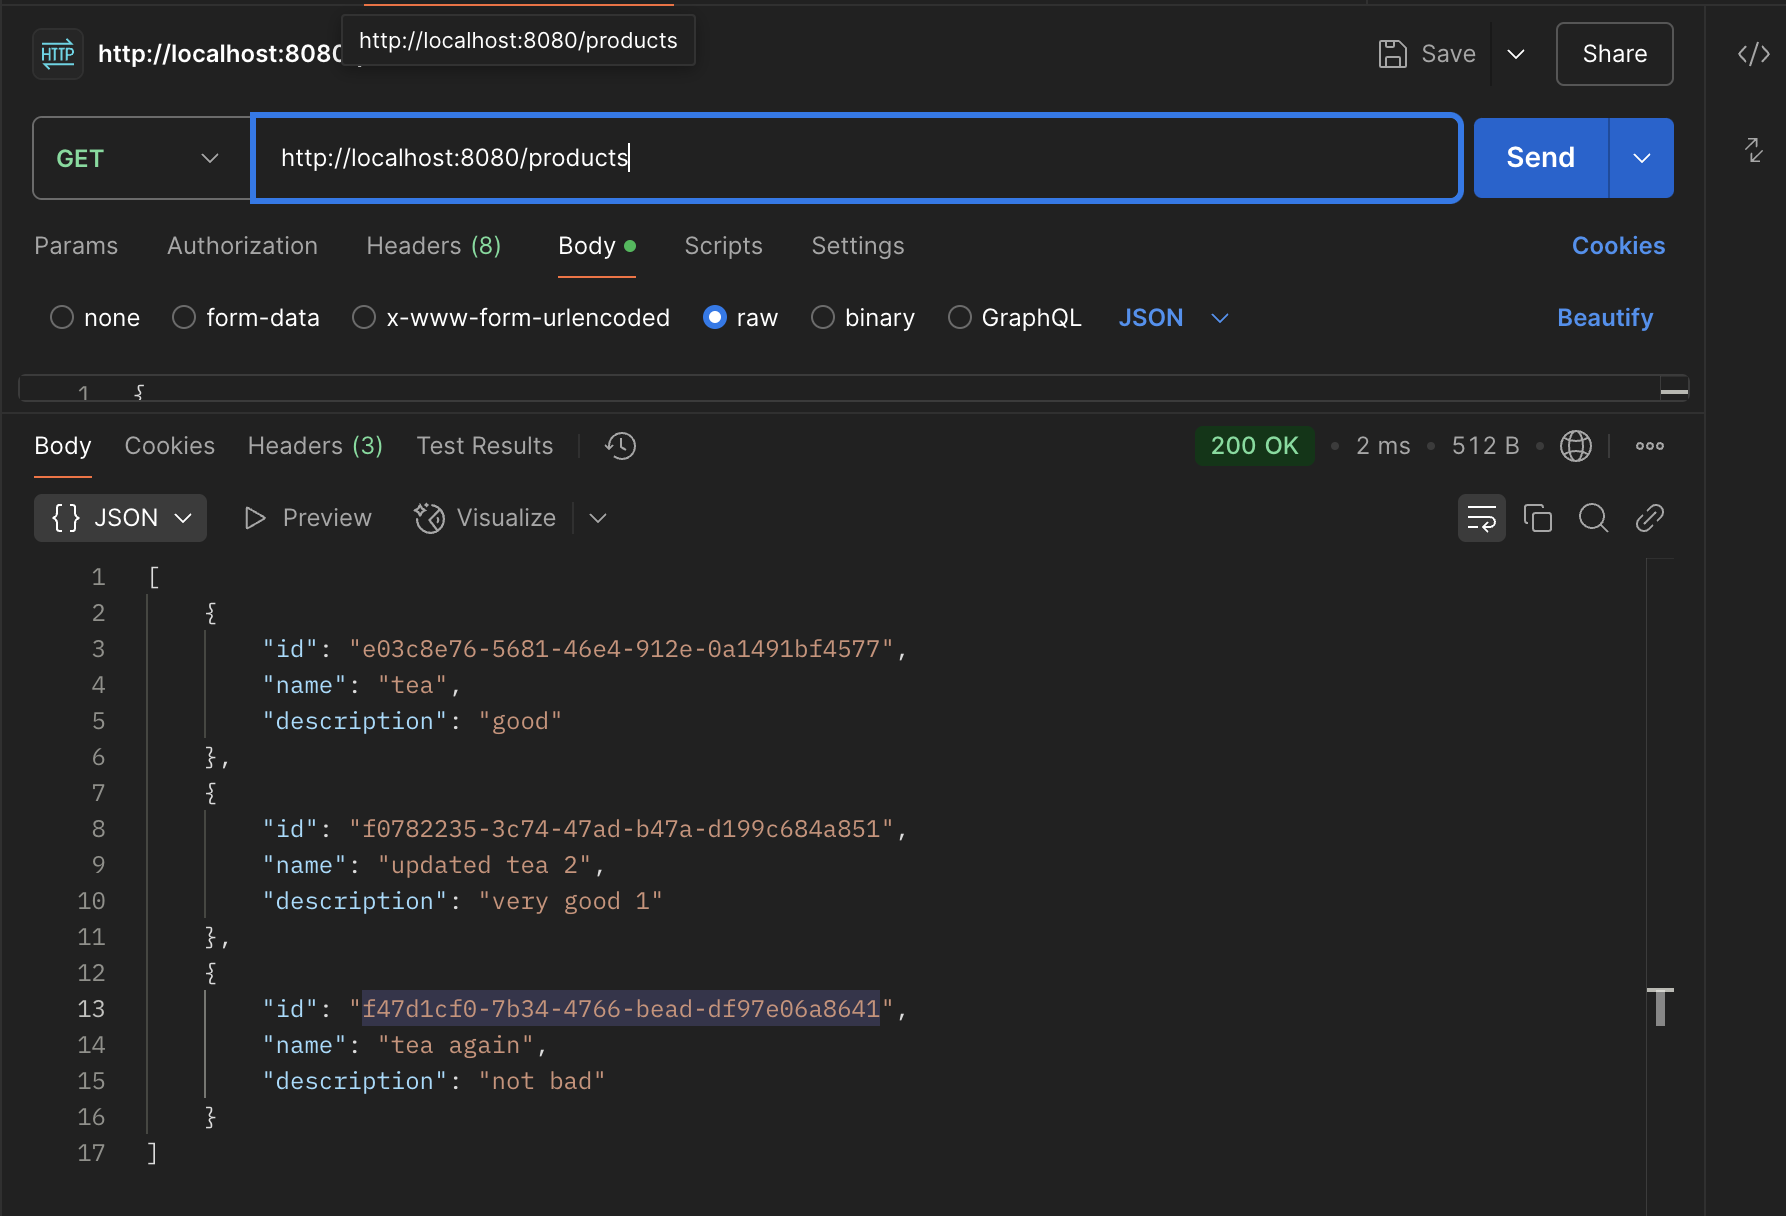 HTTP http://localhost:8080 http://localhost:8080/products Save Share
GET http://localhost:8080/products Send
Params Authorization Headers (8) Body Scripts Settings Cookies
none form-data x-www-form-urlencoded raw binary GraphQL JSON Beautify
1 {
Body Cookies Headers (3) Test Results 200 OK • 2 ms • 512 B •
{} JSON Preview Visualize
1 [
2 {
3 "id": "e03c8e76-5681-46e4-912e-0a1491bf4577",
4 "name": "tea",
5 "description": "good"
6 },
7 {
8 "id": "f0782235-3c74-47ad-b47a-d199c684a851",
9 "name": "updated tea 2",
10 "description": "very good 1"
11 },
12 {
13 "id": "f47d1cf0-7b34-4766-bead-df97e06a8641",
14 "name": "tea again",
15 "description": "not bad"
16 }
17 ]